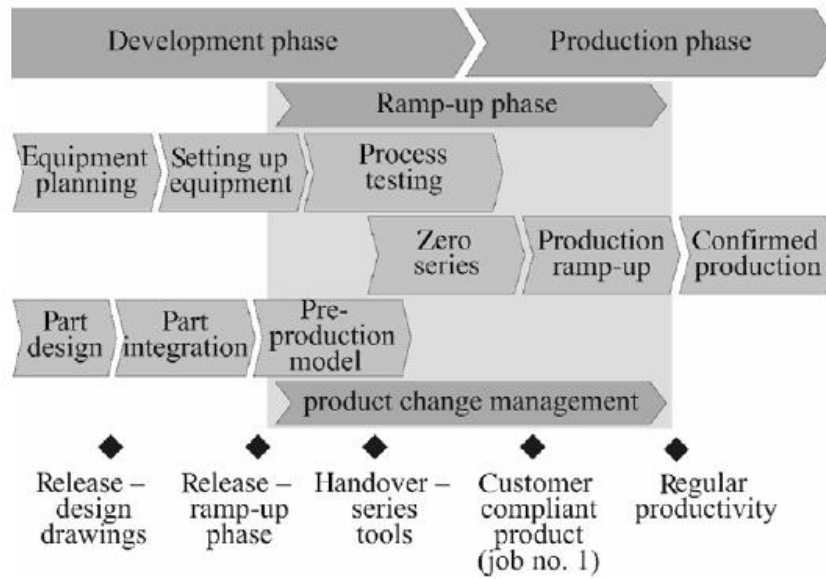 Development phase
Production phase
Ramp-up phase
Equipment
planning
Setting up
equipment
Process
testing
Zero
series
Production
ramp-up
Confirmed
production
Part
design
Part
integration
Pre-
production
model
product change management
Release –
design
drawings
Release –
ramp-up
phase
Handover –
series
tools
Customer
compliant
product
(job no. 1)
Regular
productivity